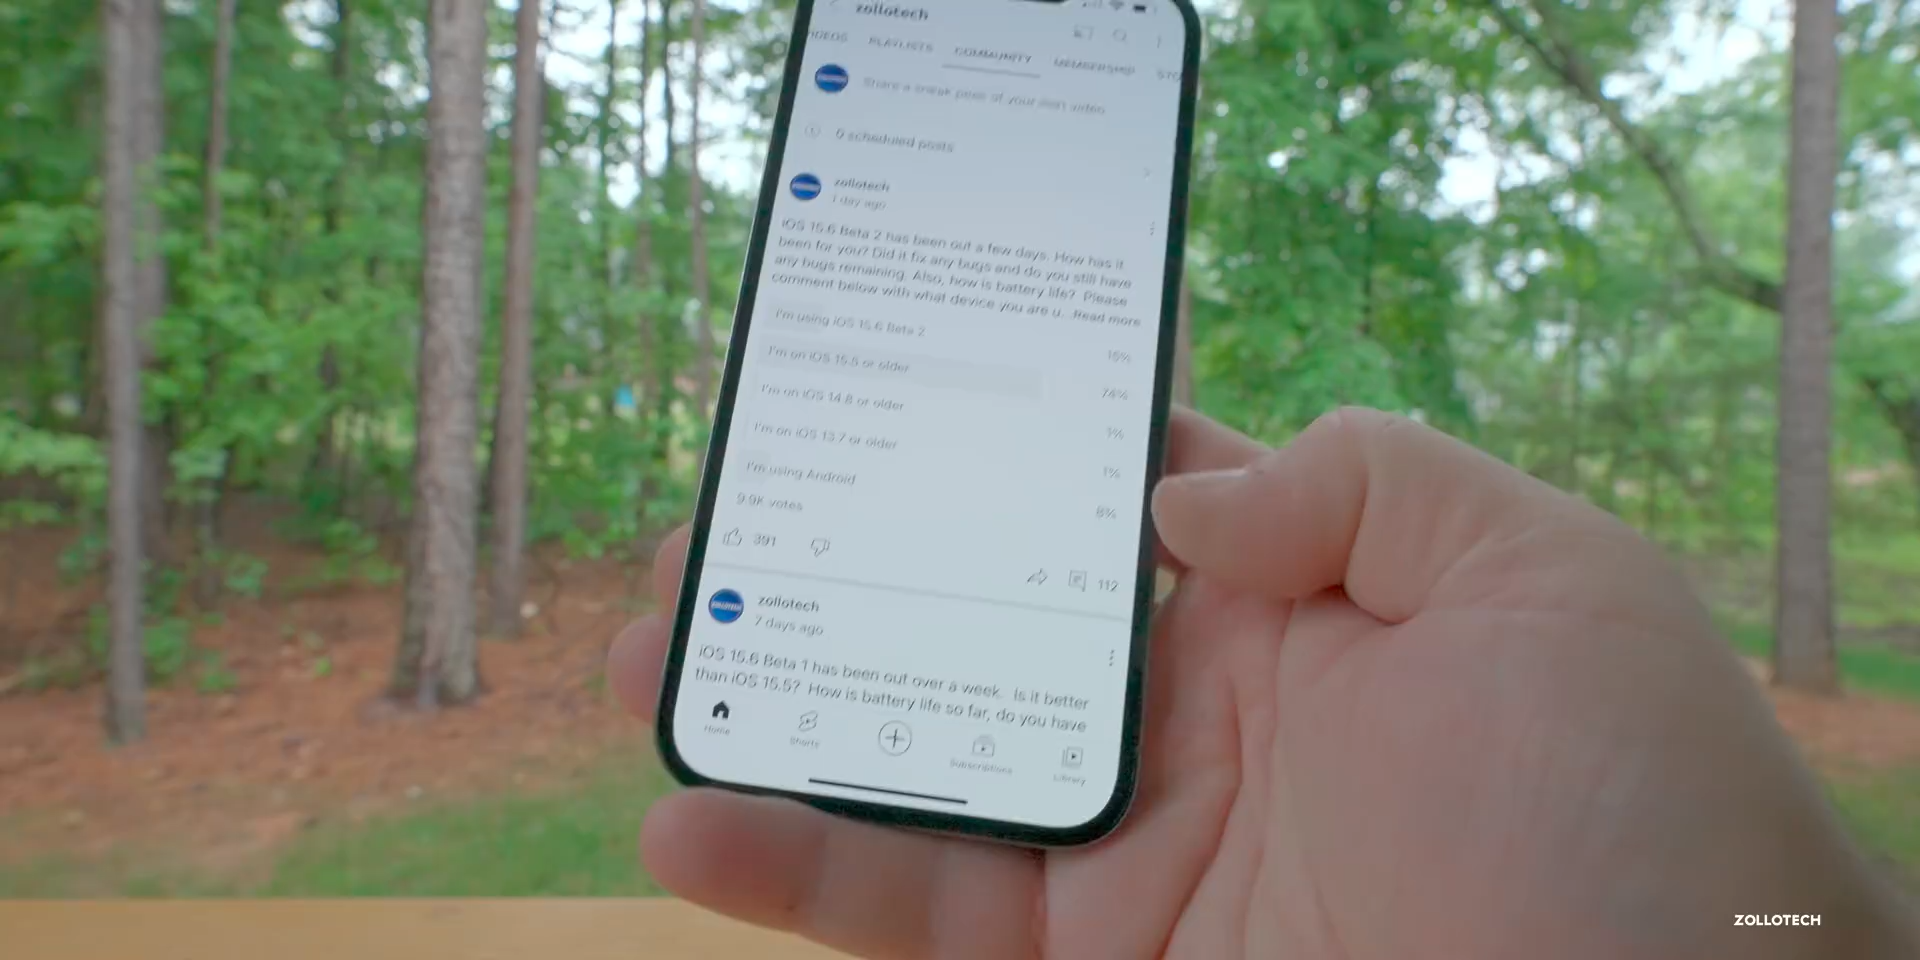 zollotech
VIDEOS PLAYLISTS COMMUNITY MEMBERSHIP STO
Share a sneak peek of your next video
0 scheduled posts
zollotech
1 day ago
iOS 15.6 Beta 2 has been out a few days. How has it
been for you? Did it fix any bugs and do you still have
any bugs remaining. Also, how is battery life? Please
comment below with what device you are u...Read more
I'm using iOS 15.6 Beta 2 15%
I'm on iOS 15.5 or older 74%
I'm on iOS 14.8 or older 1%
I'm on iOS 13.7 or older 1%
I'm using Android 8%
9.9K votes
391
112
zollotech
7 days ago
iOS 15.6 Beta 1 has been out over a week. Is it better
than iOS 15.5? How is battery life so far, do you have
Home Shorts Subscriptions Library
ZOLLOTECH